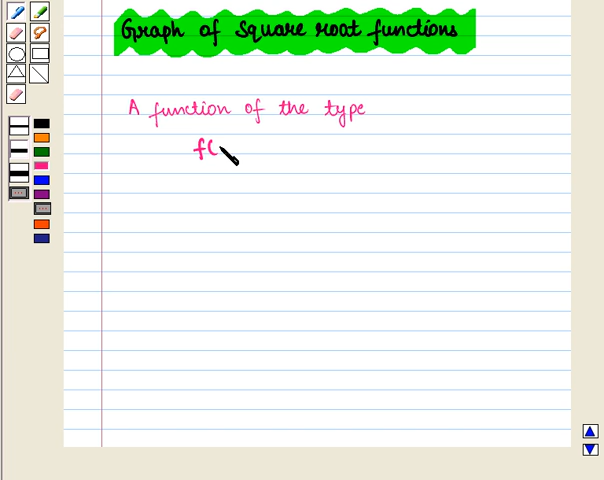 Graph of Square root functions
A function of the type
f(